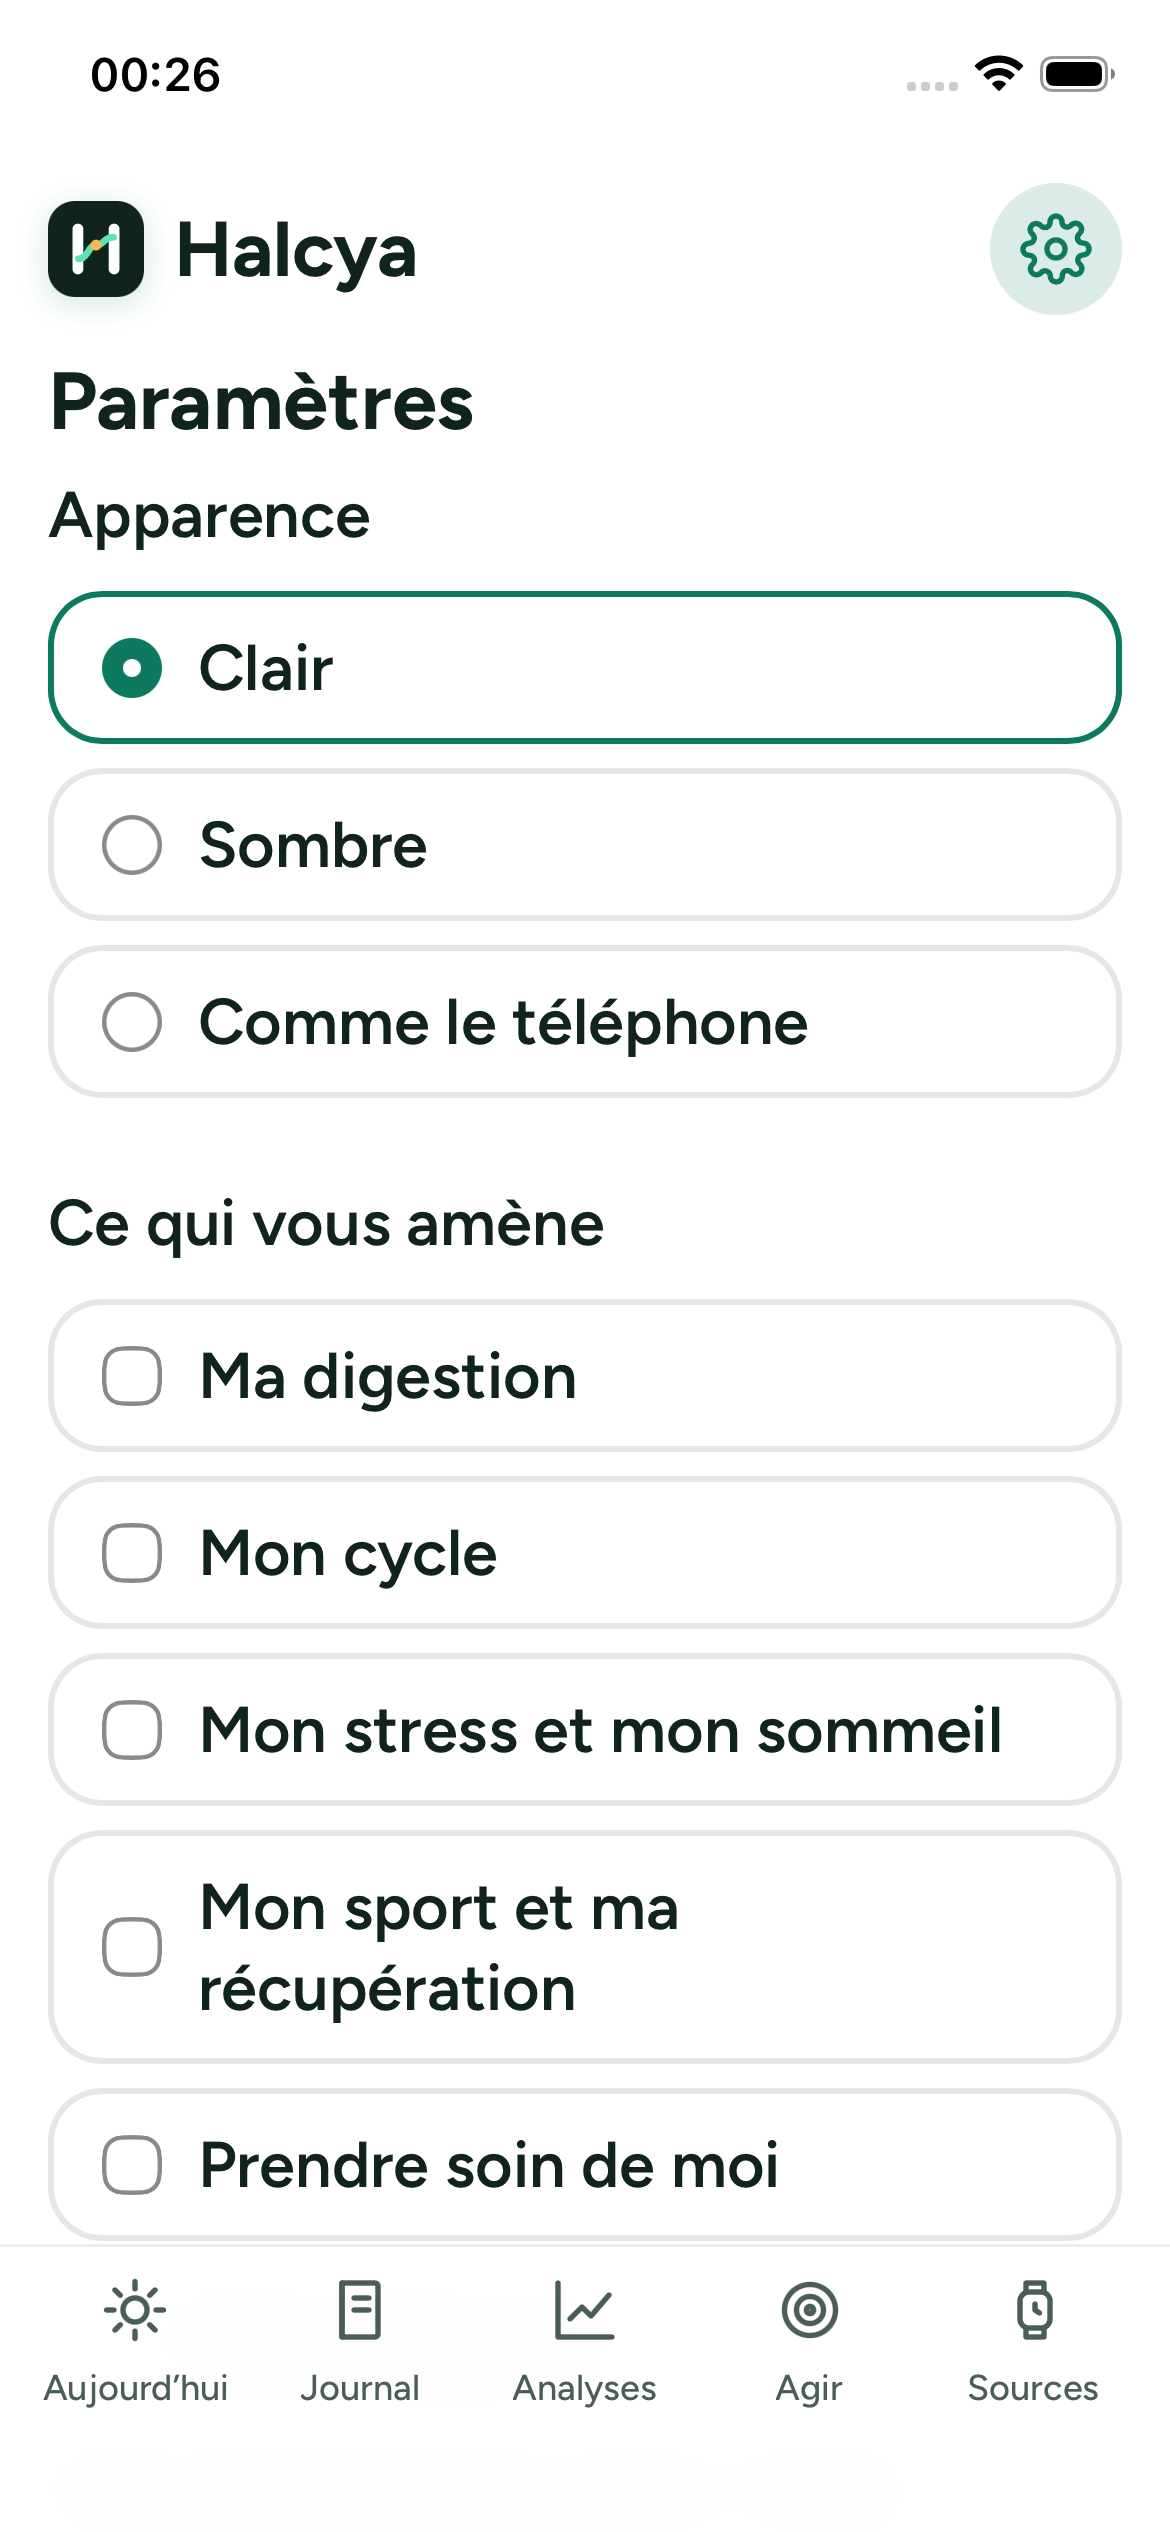 00:26
Halcya
Paramètres
Apparence
Clair
Sombre
Comme le téléphone
Ce qui vous amène
Ma digestion
Mon cycle
Mon stress et mon sommeil
Mon sport et ma
récupération
Prendre soin de moi
Aujourd’hui
Journal
Analyses
Agir
Sources